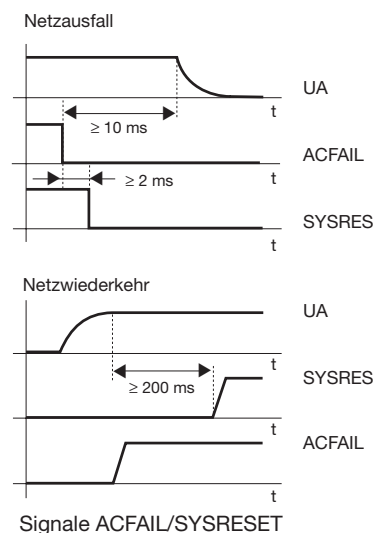 Netzausfall
UA
t
≥ 10 ms
ACFAIL
t
≥ 2 ms
SYSRES
t
Netzwiederkehr
UA
t
SYSRES
≥ 200 ms
t
ACFAIL
t
Signale ACFAIL/SYSRESET